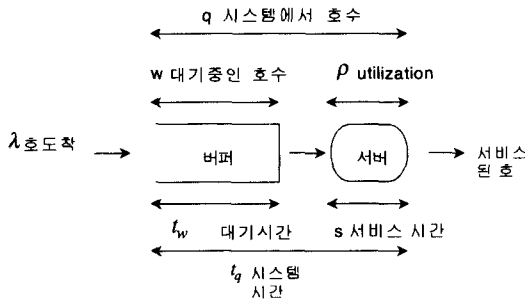 q 시스템에서 호수
w 대기중인 호수
ρ utilization
λ호도착
버퍼
서버
서비스
된 호
t_w 대기시간
s 서비스 시간
t_q 시스템
시간